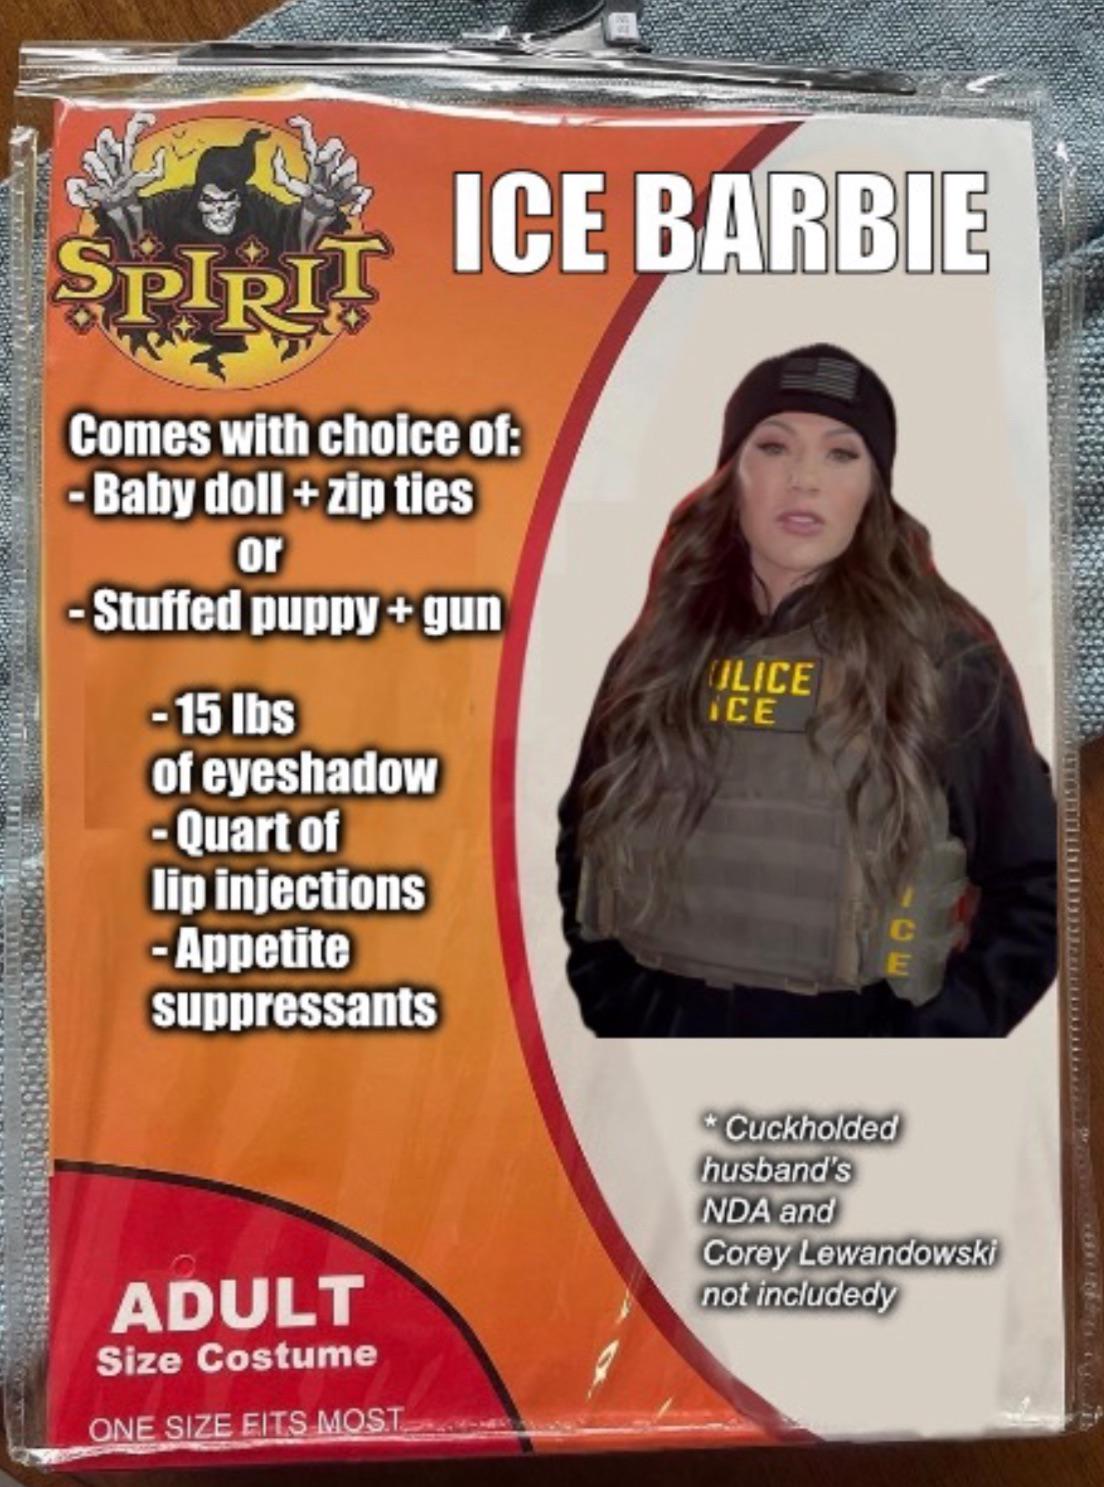 SPIRIT
ICE BARBIE
Comes with choice of:
- Baby doll + zip ties
or
- Stuffed puppy + gun
- 15 lbs
of eyeshadow
- Quart of
lip injections
- Appetite
suppressants
OLICE
ICE
I
C
E
* Cuckholded
husband's
NDA and
Corey Lewandowski
not includedy
ADULT
Size Costume
ONE SIZE FITS MOST